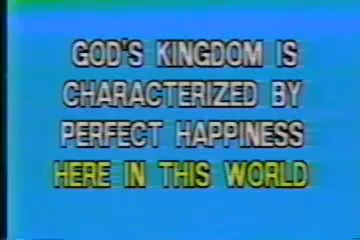 GOD'S KINGDOM IS
CHARACTERIZED BY
PERFECT HAPPINESS
HERE IN THIS WORLD